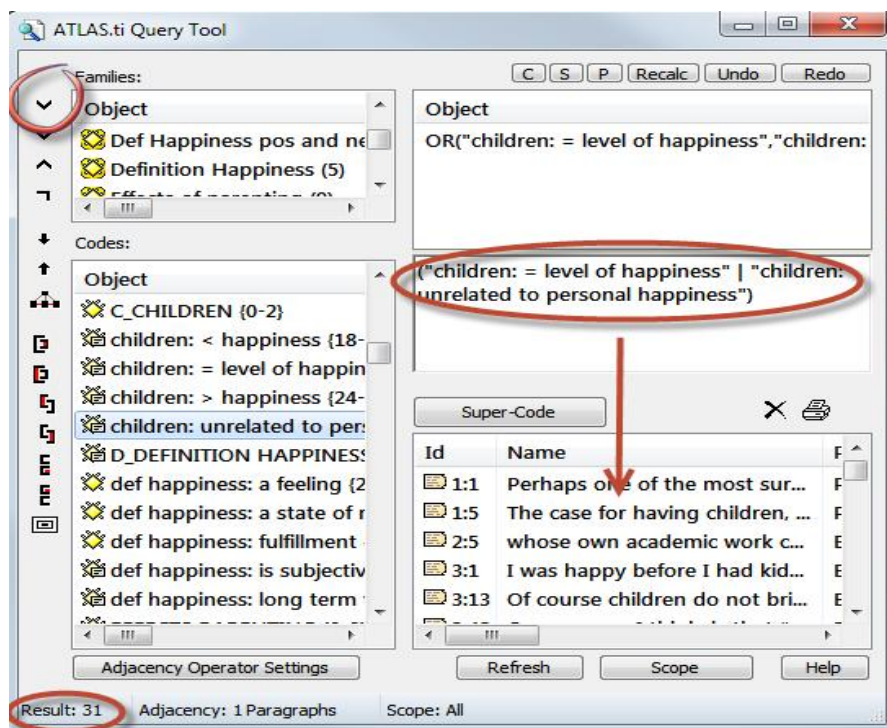 ATLAS.ti Query Tool
Families:
C S P Recalc Undo Redo
Object
Def Happiness pos and ne
Definition Happiness (5)
Effects of parenting (9)
Object
OR("children: = level of happiness","children:
Codes:
Object
C_CHILDREN {0-2}
children: < happiness {18-
children: = level of happin
children: > happiness {24-
children: unrelated to pers
D_DEFINITION HAPPINESS
def happiness: a feeling {2
def happiness: a state of
def happiness: fulfillment
def happiness: is subjectiv
def happiness: long term
("children: = level of happiness" | "children:
unrelated to personal happiness")
Super-Code
Id Name
1:1 Perhaps one of the most sur...
1:5 The case for having children, ...
2:5 whose own academic work c...
3:1 I was happy before I had kid...
3:13 Of course children do not bri...
Adjacency Operator Settings
Refresh Scope Help
Result: 31 Adjacency: 1 Paragraphs Scope: All